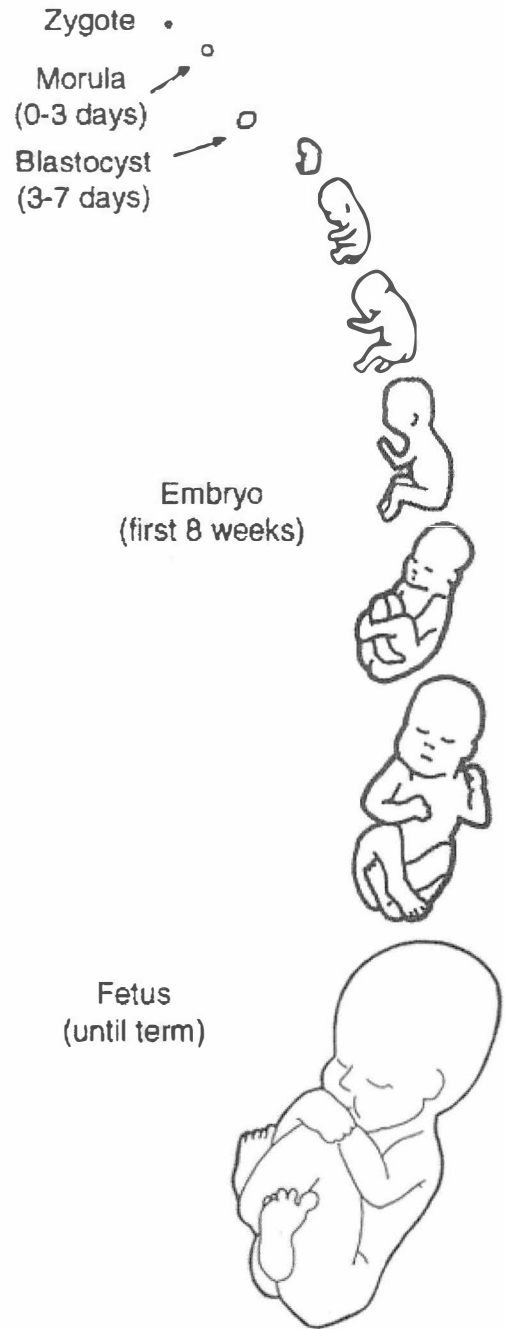 Zygote
Morula
(0-3 days)
Blastocyst
(3-7 days)
Embryo
(first 8 weeks)
Fetus
(until term)